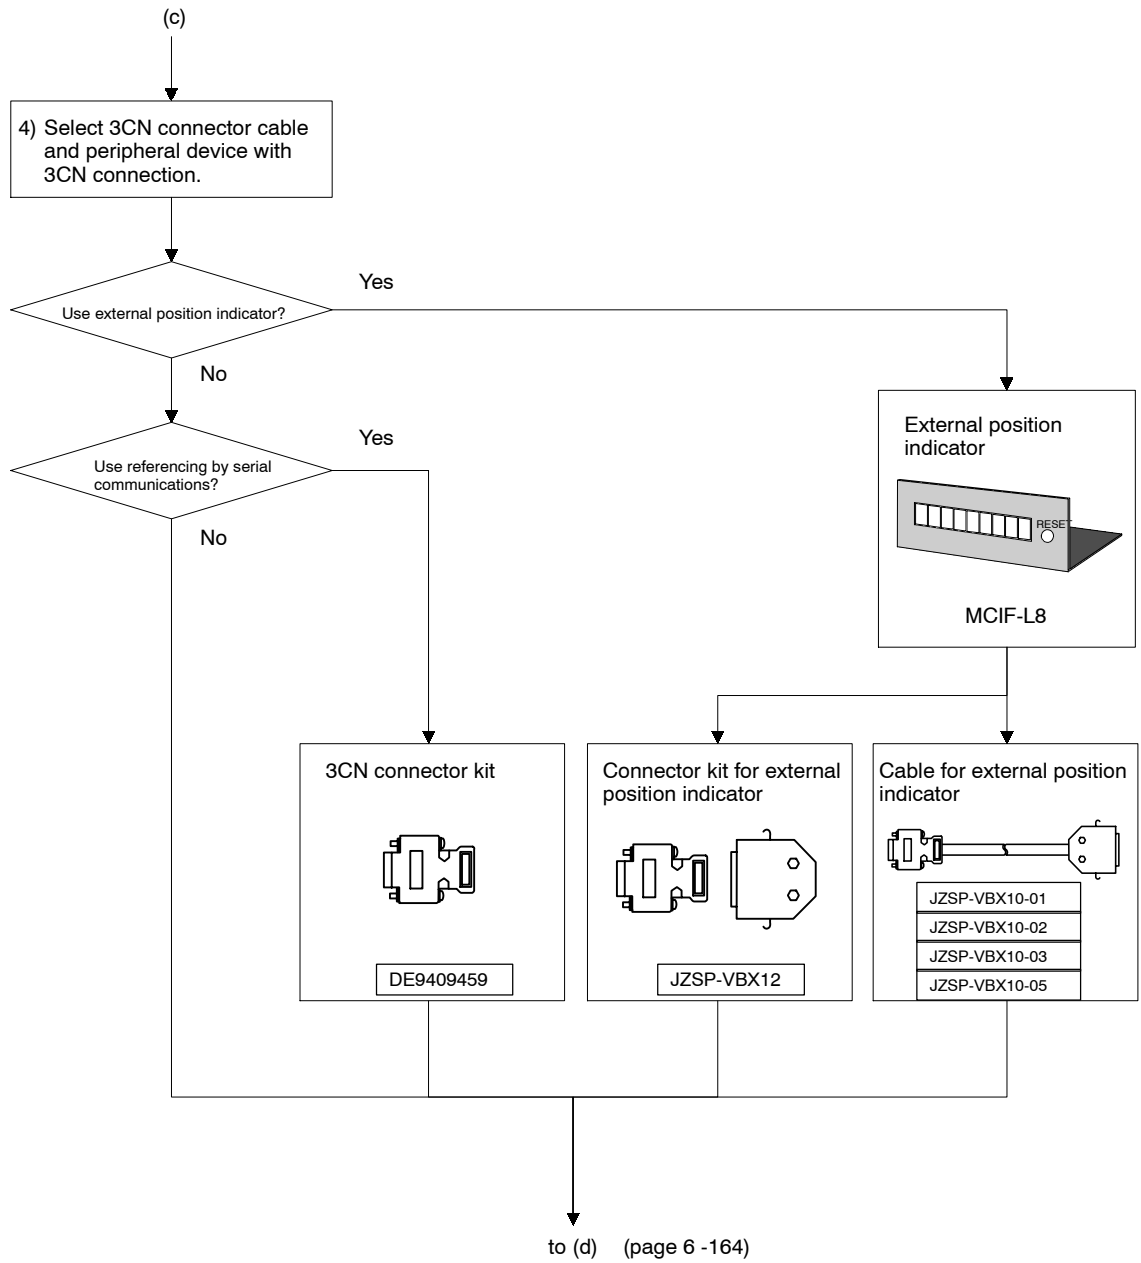 (c)
4) Select 3CN connector cable
and peripheral device with
3CN connection.
Yes
Use external position indicator?
No
Yes
Use referencing by serial
communications?
No
External position
indicator
RESET
MCIF-L8
3CN connector kit
DE9409459
Connector kit for external
position indicator
JZSP-VBX12
Cable for external position
indicator
JZSP-VBX10-01
JZSP-VBX10-02
JZSP-VBX10-03
JZSP-VBX10-05
to (d) (page 6 -164)